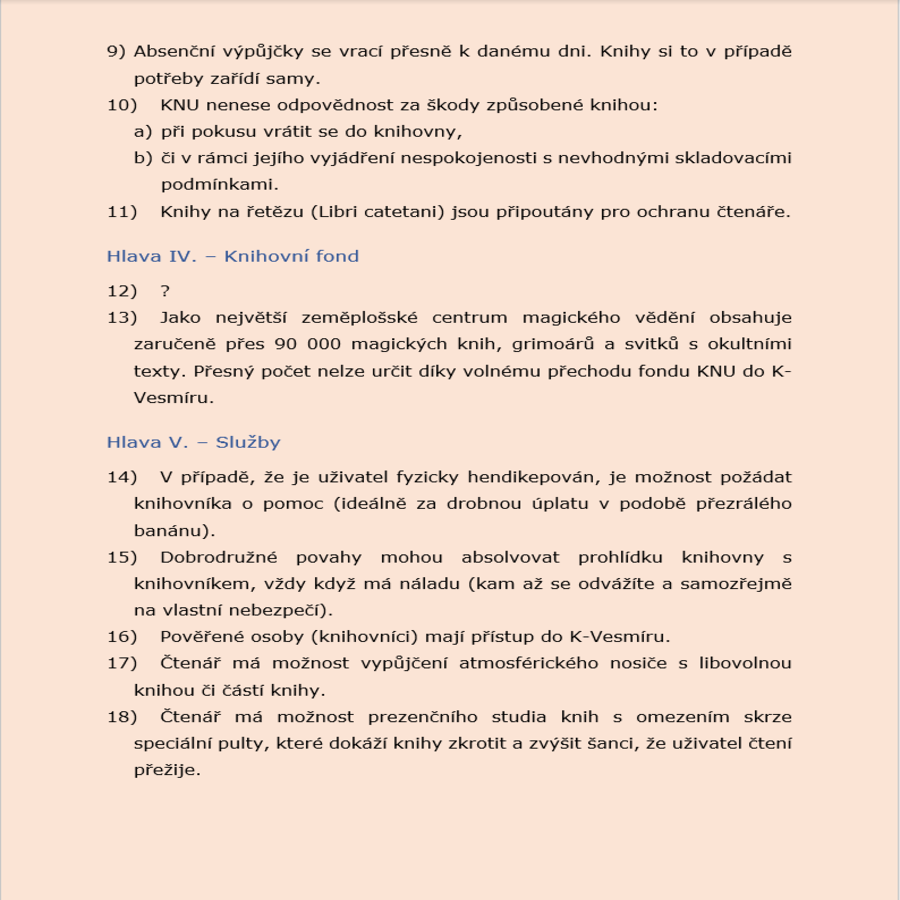 9) Absenční výpůjčky se vrací přesně k danému dni. Knihy si to v případě
potřeby zařídí samy.
10) KNU nenese odpovědnost za škody způsobené knihou:
a) při pokusu vrátit se do knihovny,
b) či v rámci jejího vyjádření nespokojenosti s nevhodnými skladovacími
podmínkami.
11) Knihy na řetězu (Libri catetani) jsou připoutány pro ochranu čtenáře.
Hlava IV. – Knihovní fond
12) ?
13) Jako největší zeměplošské centrum magického vědění obsahuje
zaručeně přes 90 000 magických knih, grimoárů a svitků s okultními
texty. Přesný počet nelze určit díky volnému přechodu fondu KNU do K-
Vesmíru.
Hlava V. – Služby
14) V případě, že je uživatel fyzicky hendikepován, je možnost požádat
knihovníka o pomoc (ideálně za drobnou úplatu v podobě přezrálého
banánu).
15) Dobrodružné povahy mohou absolvovat prohlídku knihovny s
knihovníkem, vždy když má náladu (kam až se odvážíte a samozřejmě
na vlastní nebezpečí).
16) Pověřené osoby (knihovníci) mají přístup do K-Vesmíru.
17) Čtenář má možnost vypůjčení atmosférického nosiče s libovolnou
knihou či částí knihy.
18) Čtenář má možnost prezenčního studia knih s omezením skrze
speciální pulty, které dokáží knihy zkrotit a zvýšit šanci, že uživatel čtení
přežije.